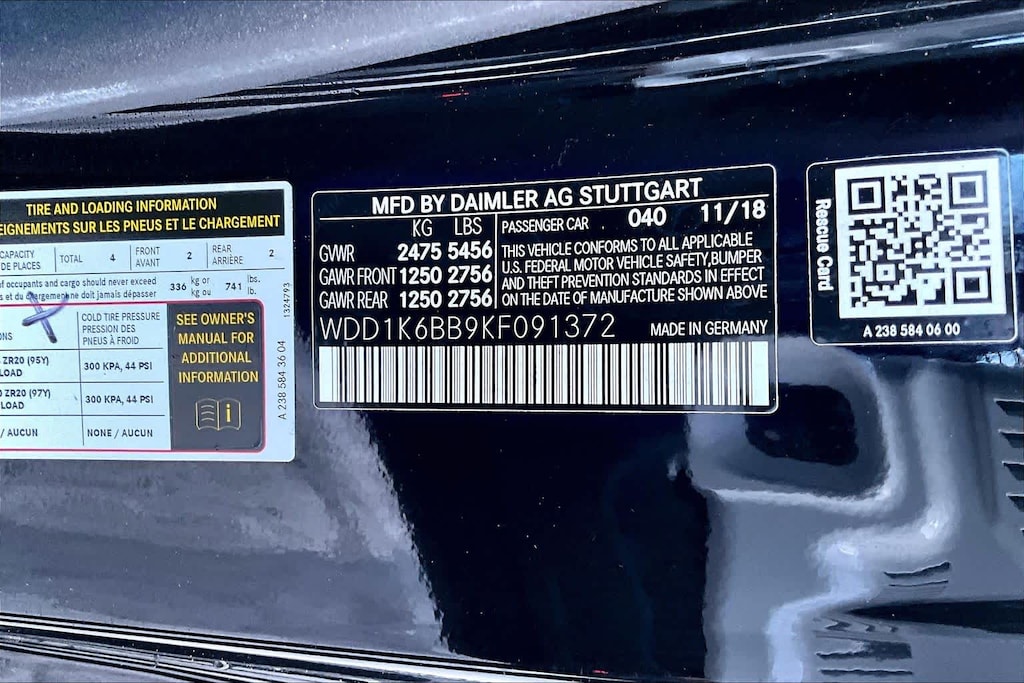 TIRE AND LOADING INFORMATION
EIGNEMENTS SUR LES PNEUS ET LE CHARGEMENT
CAPACITY TOTAL 4 FRONT 2 REAR 2
DE PLACES AVANT ARRIÈRE
of occupants and cargo should never exceed 336 kg or 741 lbs.
et du chargement ne doit jamais dépasser kg ou lb.
COLD TIRE PRESSURE
PRESSION DES
PNEUS À FROID
ONS
ZR20 (95Y)
LOAD
300 KPA, 44 PSI
ZR20 (97Y)
LOAD
300 KPA, 44 PSI
/ AUCUN NONE / AUCUN
SEE OWNER'S
MANUAL FOR
ADDITIONAL
INFORMATION
i
A 238 584 36 04
1324793
MFD BY DAIMLER AG STUTTGART
KG LBS
GVWR 2475 5456
GAWR FRONT 1250 2756
GAWR REAR 1250 2756
PASSENGER CAR 040 11/18
THIS VEHICLE CONFORMS TO ALL APPLICABLE
U.S. FEDERAL MOTOR VEHICLE SAFETY, BUMPER
AND THEFT PREVENTION STANDARDS IN EFFECT
ON THE DATE OF MANUFACTURE SHOWN ABOVE
WDD1K6BB9KF091372 MADE IN GERMANY
Rescue Card
A 238 584 06 00